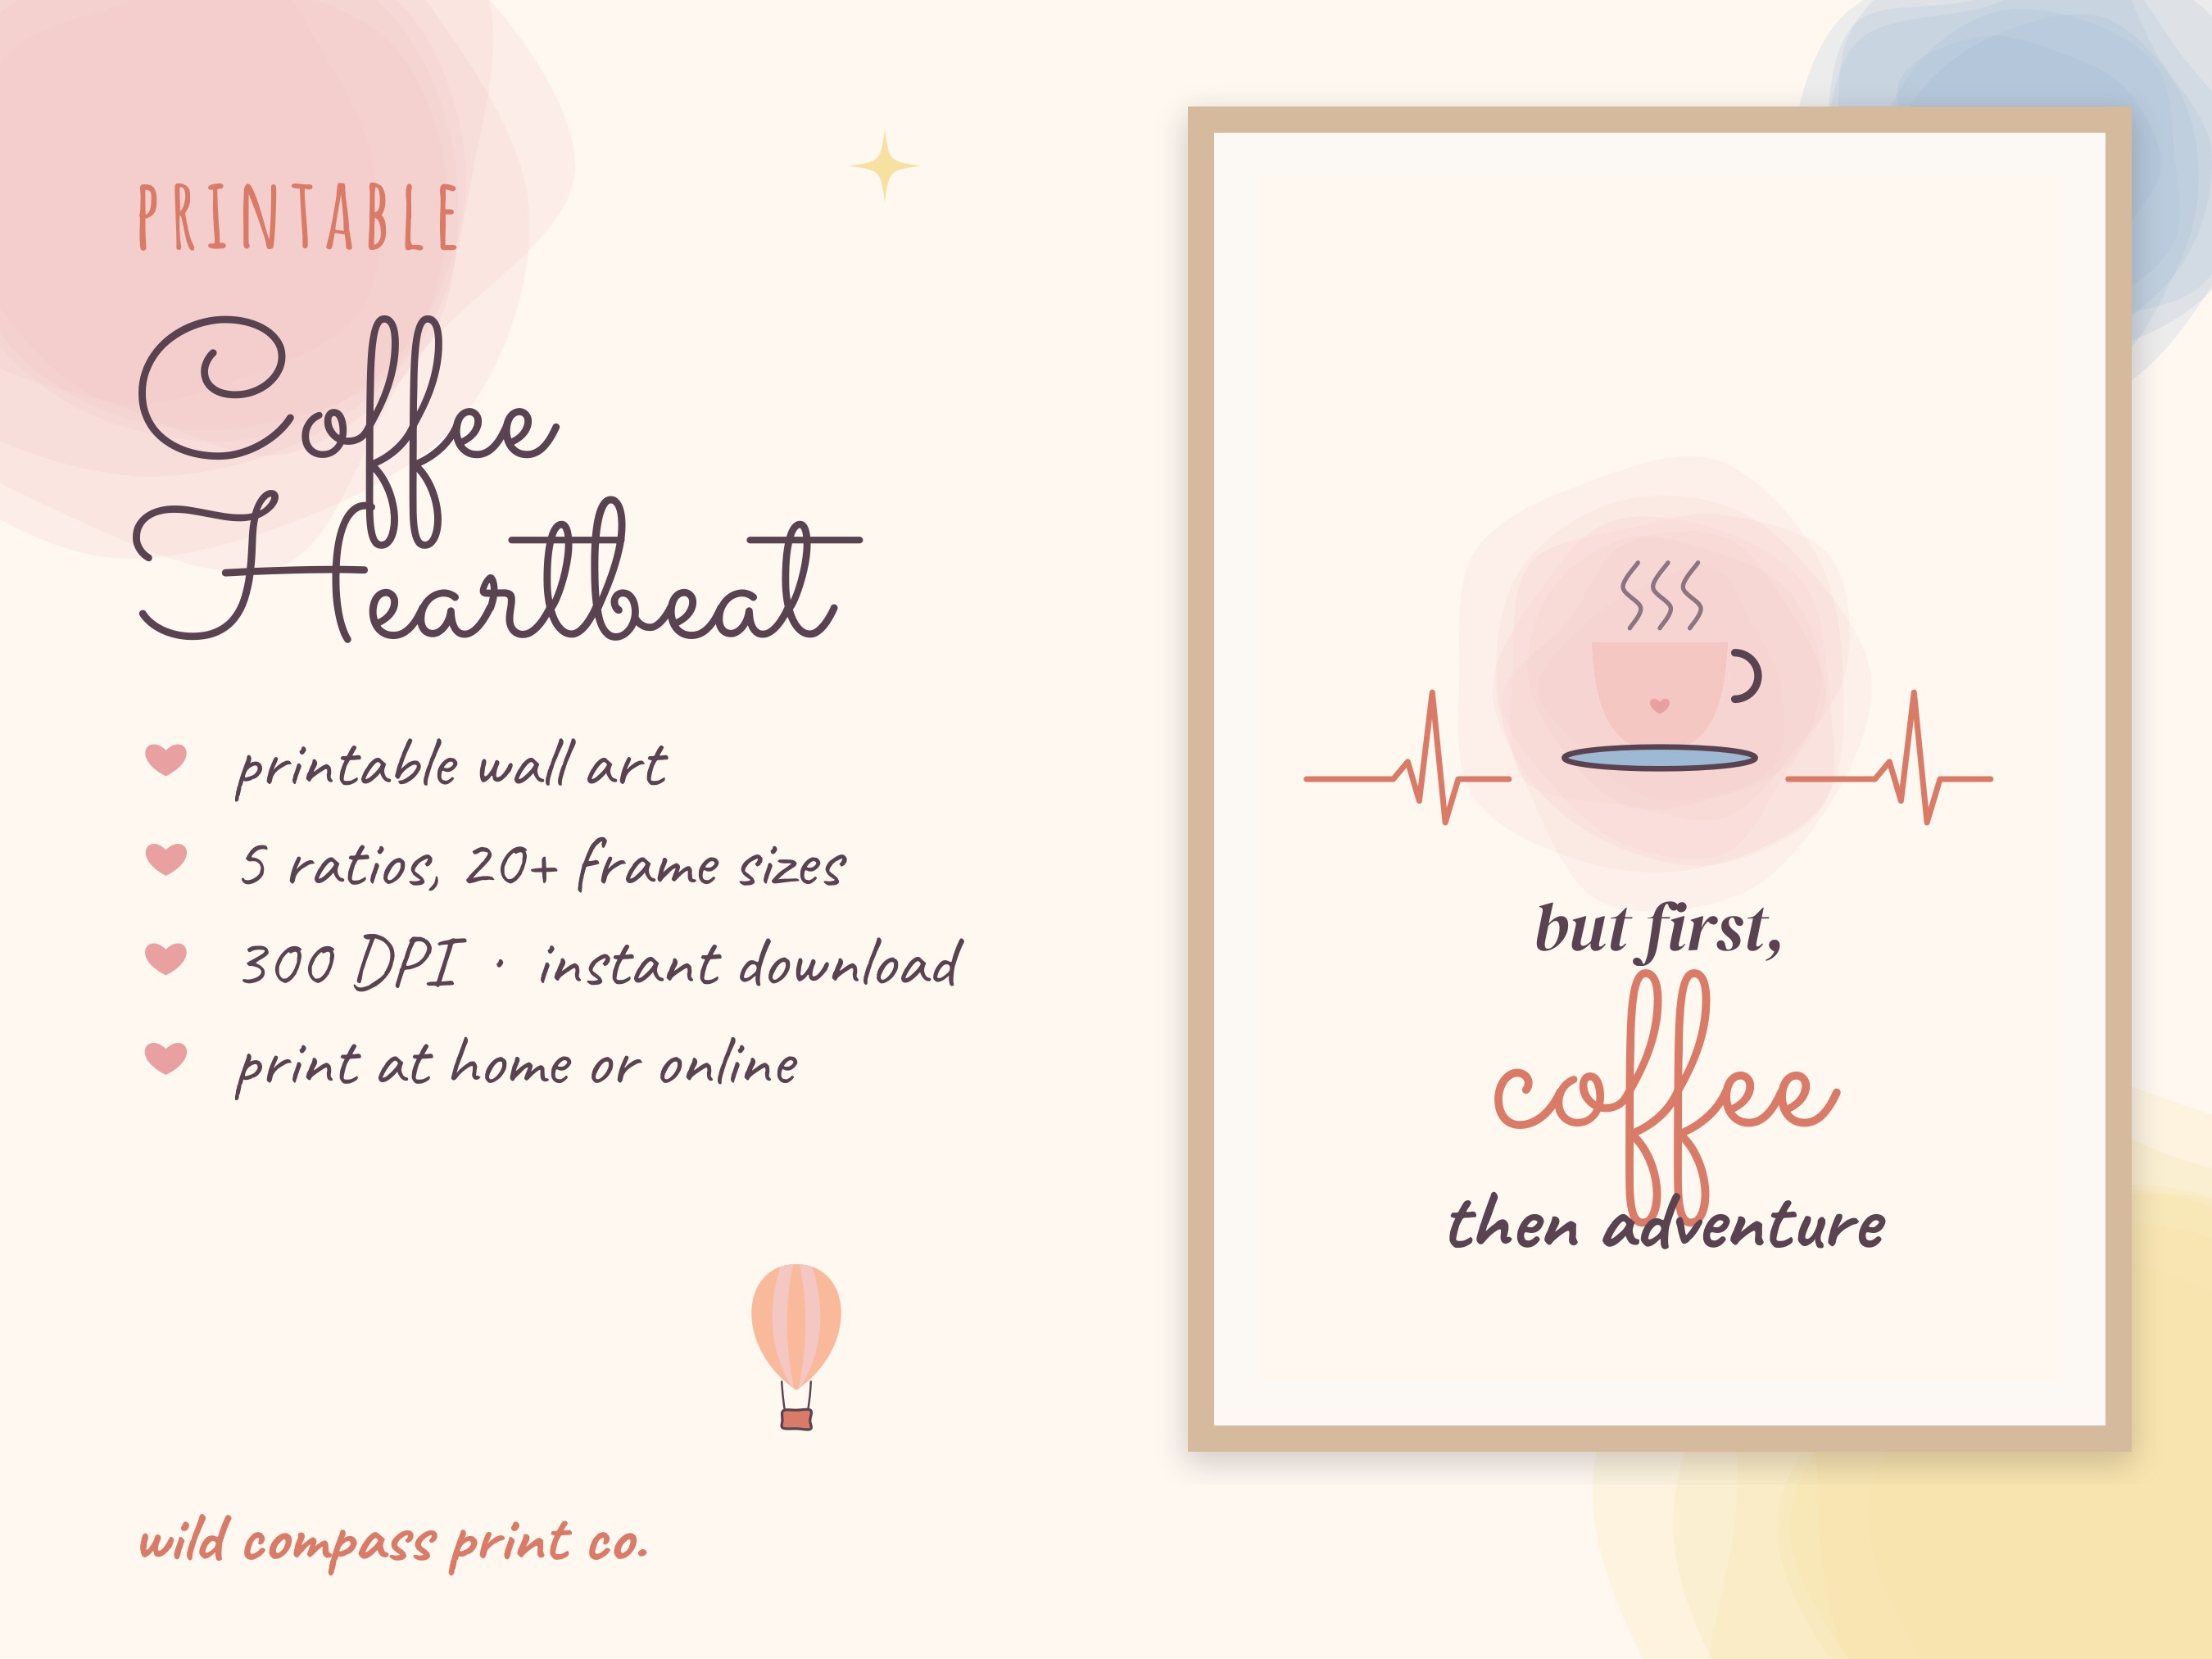 PRINTABLE
Coffee
Heartbeat
printable wall art
5 ratios, 20+ frame sizes
300 DPI · instant download
print at home or online
wild compass print co.
but first,
coffee
then adventure